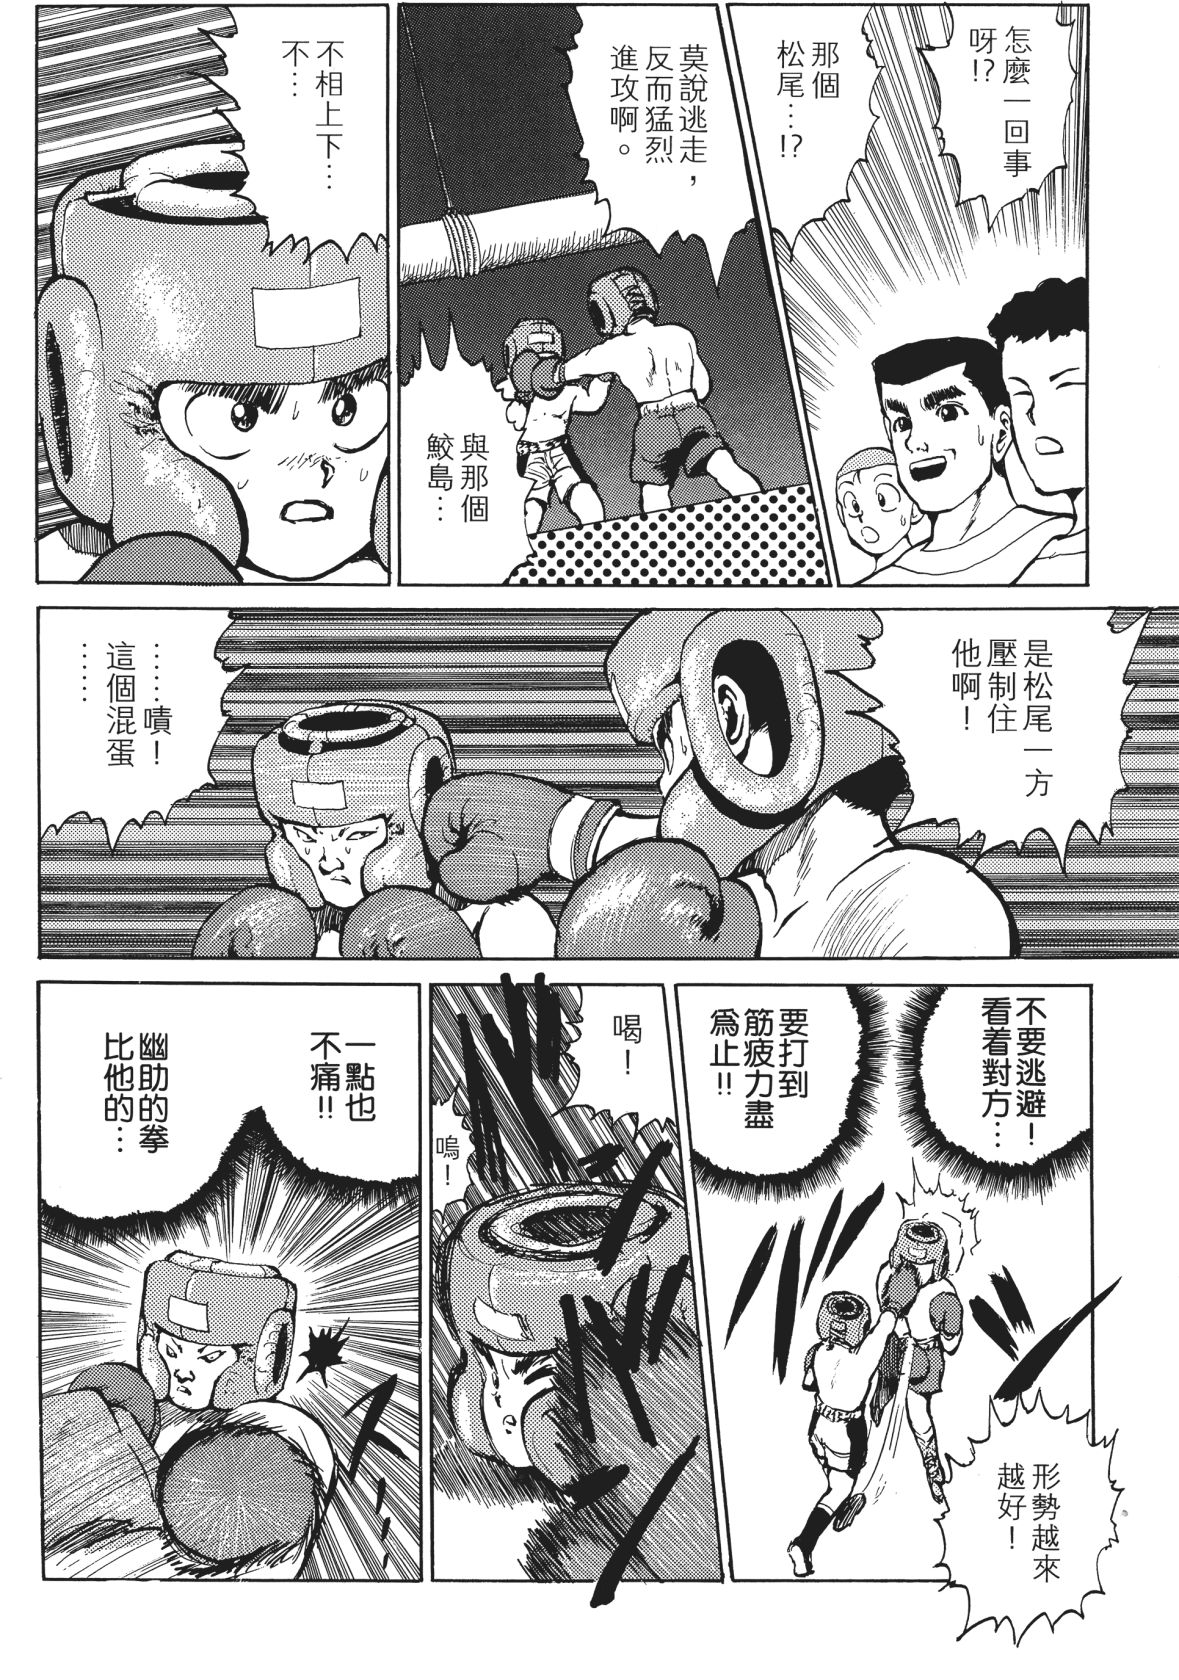 怎麼一回事
呀!?
那個
松尾…!?
莫說逃走，
反而猛烈
進攻啊。
與那個
鮫島…
不相上下…
不…
是松尾一方
壓制住
他啊！
……嘖！
這個混蛋
……
不要逃避！
看着對方…
要打到
筋疲力盡
為止!!
形勢越來
越好！
喝！
嗚！
一點也
不痛!!
幽助的拳
比他的…